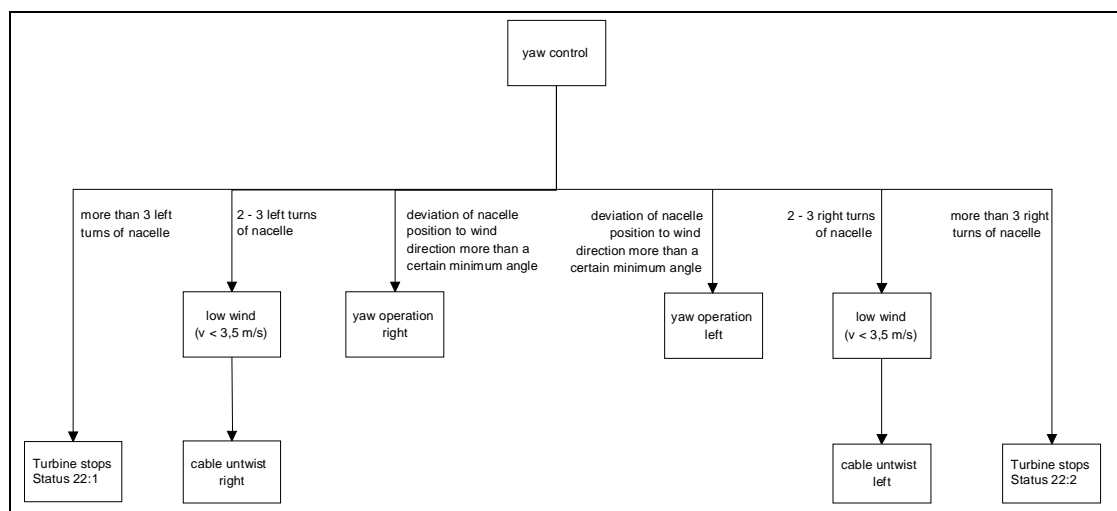 yaw control
more than 3 left
turns of nacelle
2 - 3 left turns
of nacelle
deviation of nacelle
position to wind
direction more than a
certain minimum angle
deviation of nacelle
position to wind
direction more than a
certain minimum angle
2 - 3 right turns
of nacelle
more than 3 right
turns of nacelle
low wind
(v < 3,5 m/s)
yaw operation
right
yaw operation
left
low wind
(v < 3,5 m/s)
Turbine stops
Status 22:1
cable untwist
right
cable untwist
left
Turbine stops
Status 22:2